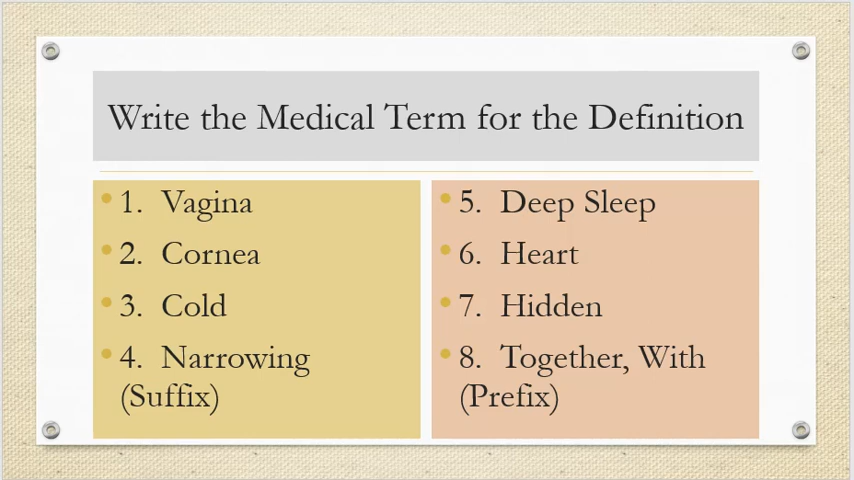 Write the Medical Term for the Definition
• 1. Vagina
• 2. Cornea
• 3. Cold
• 4. Narrowing
(Suffix)
• 5. Deep Sleep
• 6. Heart
• 7. Hidden
• 8. Together, With
(Prefix)